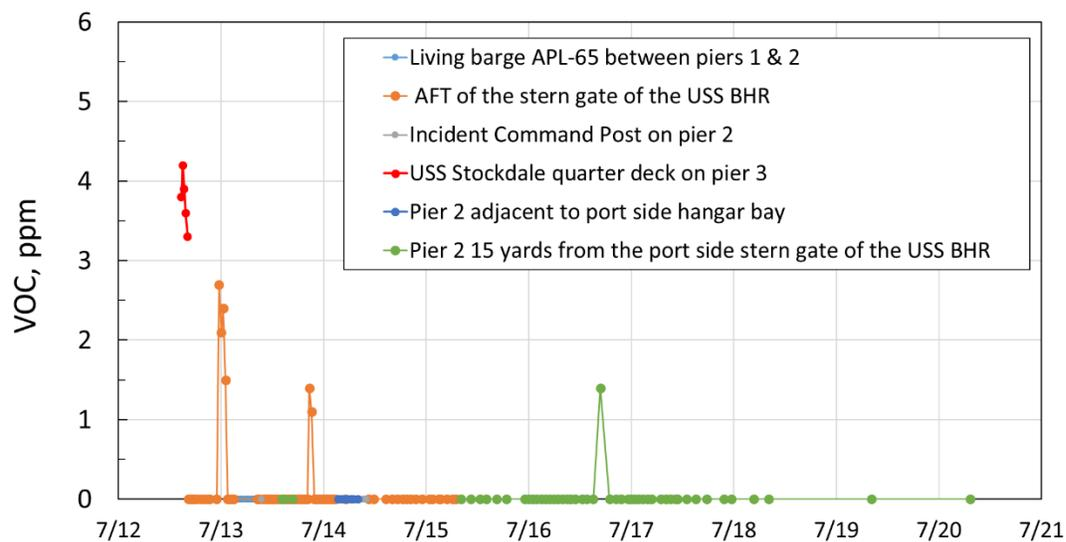 6
Living barge APL-65 between piers 1 & 2
AFT of the stern gate of the USS BHR
5
Incident Command Post on pier 2
4
USS Stockdale quarter deck on pier 3
Pier 2 adjacent to port side hangar bay
3
Pier 2 15 yards from the port side stern gate of the USS BHR
VOC, ppm
2
1
0
7/12 7/13 7/14 7/15 7/16 7/17 7/18 7/19 7/20 7/21